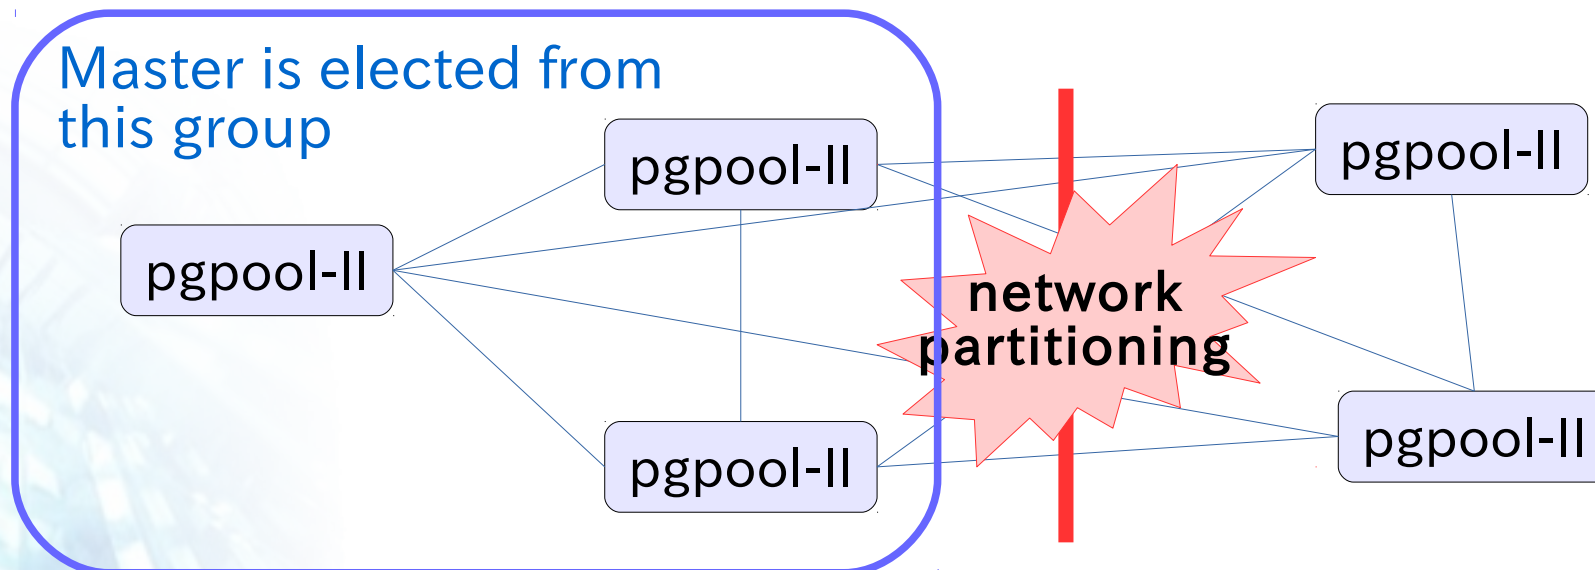 Master is elected from
this group
pgpool-II
pgpool-II
pgpool-II
network
partitioning
pgpool-II
pgpool-II